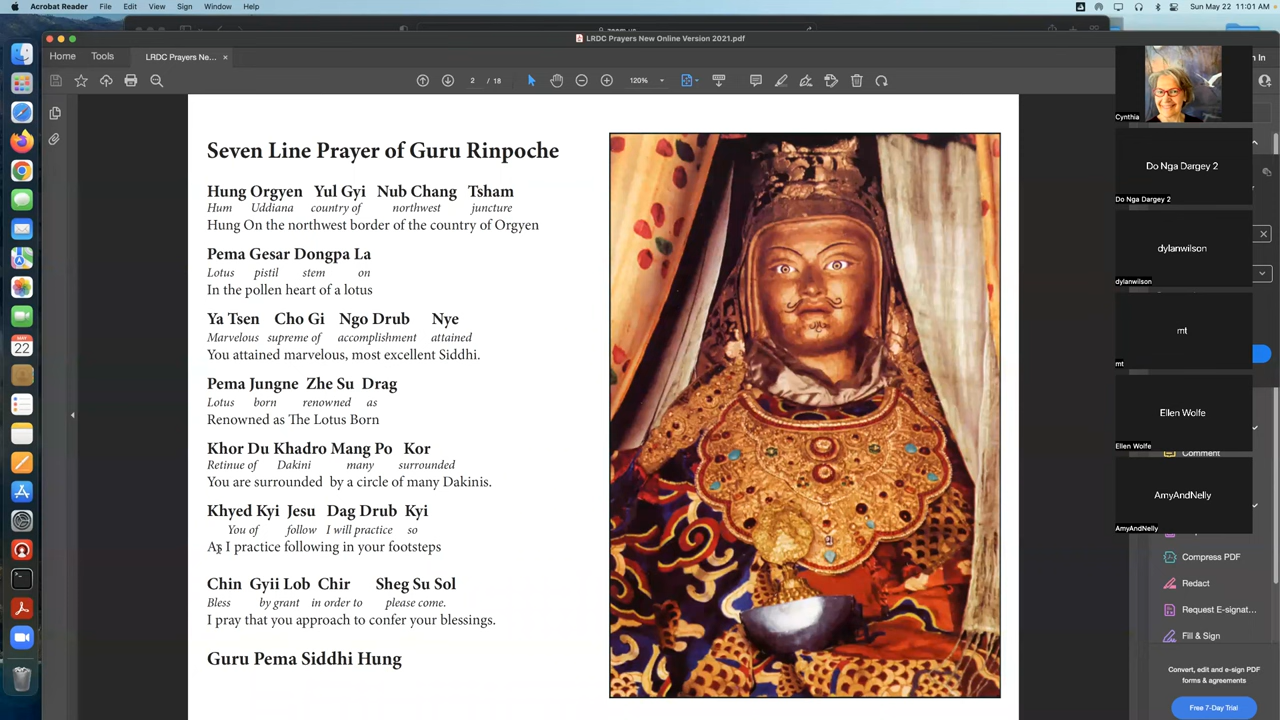 Acrobat Reader File Edit View Sign Window Help Sun May 22 11:01 AM
LRDC Prayers New Online Version 2021.pdf
Home Tools LRDC Prayers Ne... × n In
2 / 18 120%
Seven Line Prayer of Guru Rinpoche
Hung Orgyen Yul Gyi Nub Chang Tsham
Hum Uddiana country of northwest juncture
Hung On the northwest border of the country of Orgyen
Pema Gesar Dongpa La
Lotus pistil stem on
In the pollen heart of a lotus
Ya Tsen Cho Gi Ngo Drub Nye
Marvelous supreme of accomplishment attained
You attained marvelous, most excellent Siddhi.
Pema Jungne Zhe Su Drag
Lotus born renowned as
Renowned as The Lotus Born
Khor Du Khadro Mang Po Kor
Retinue of Dakini many surrounded
You are surrounded by a circle of many Dakinis.
Khyed Kyi Jesu Dag Drub Kyi
You of follow I will practice so
As I practice following in your footsteps
Chin Gyii Lob Chir Sheg Su Sol
Bless by grant in order to please come.
I pray that you approach to confer your blessings.
Guru Pema Siddhi Hung
Cynthia
Do Nga Dargey 2
Do Nga Dargey 2
dylanwilson
dylanwilson
mt
mt
Ellen Wolfe
Ellen Wolfe
Comment
AmyAndNelly
AmyAndNelly
Compress PDF
Redact
Request E-signat...
Fill & Sign
Convert, edit and e-sign PDF
forms & agreements
Free 7-Day Trial
MAY
22